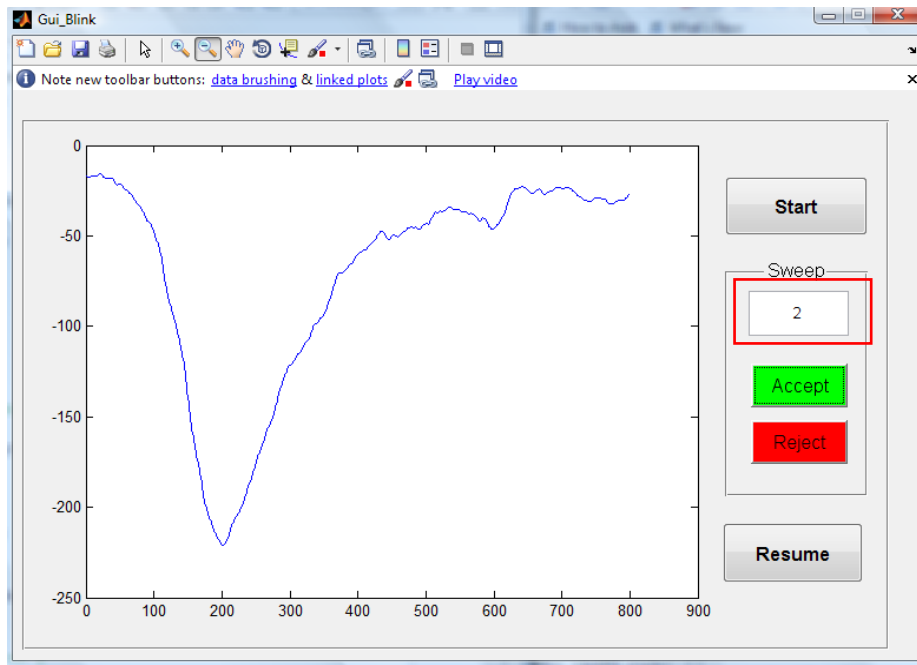 Gui_Blink
Note new toolbar buttons: data brushing & linked plots Play video
0
-50
-100
-150
-200
-250
0 100 200 300 400 500 600 700 800 900
Start
Sweep
2
Accept
Reject
Resume